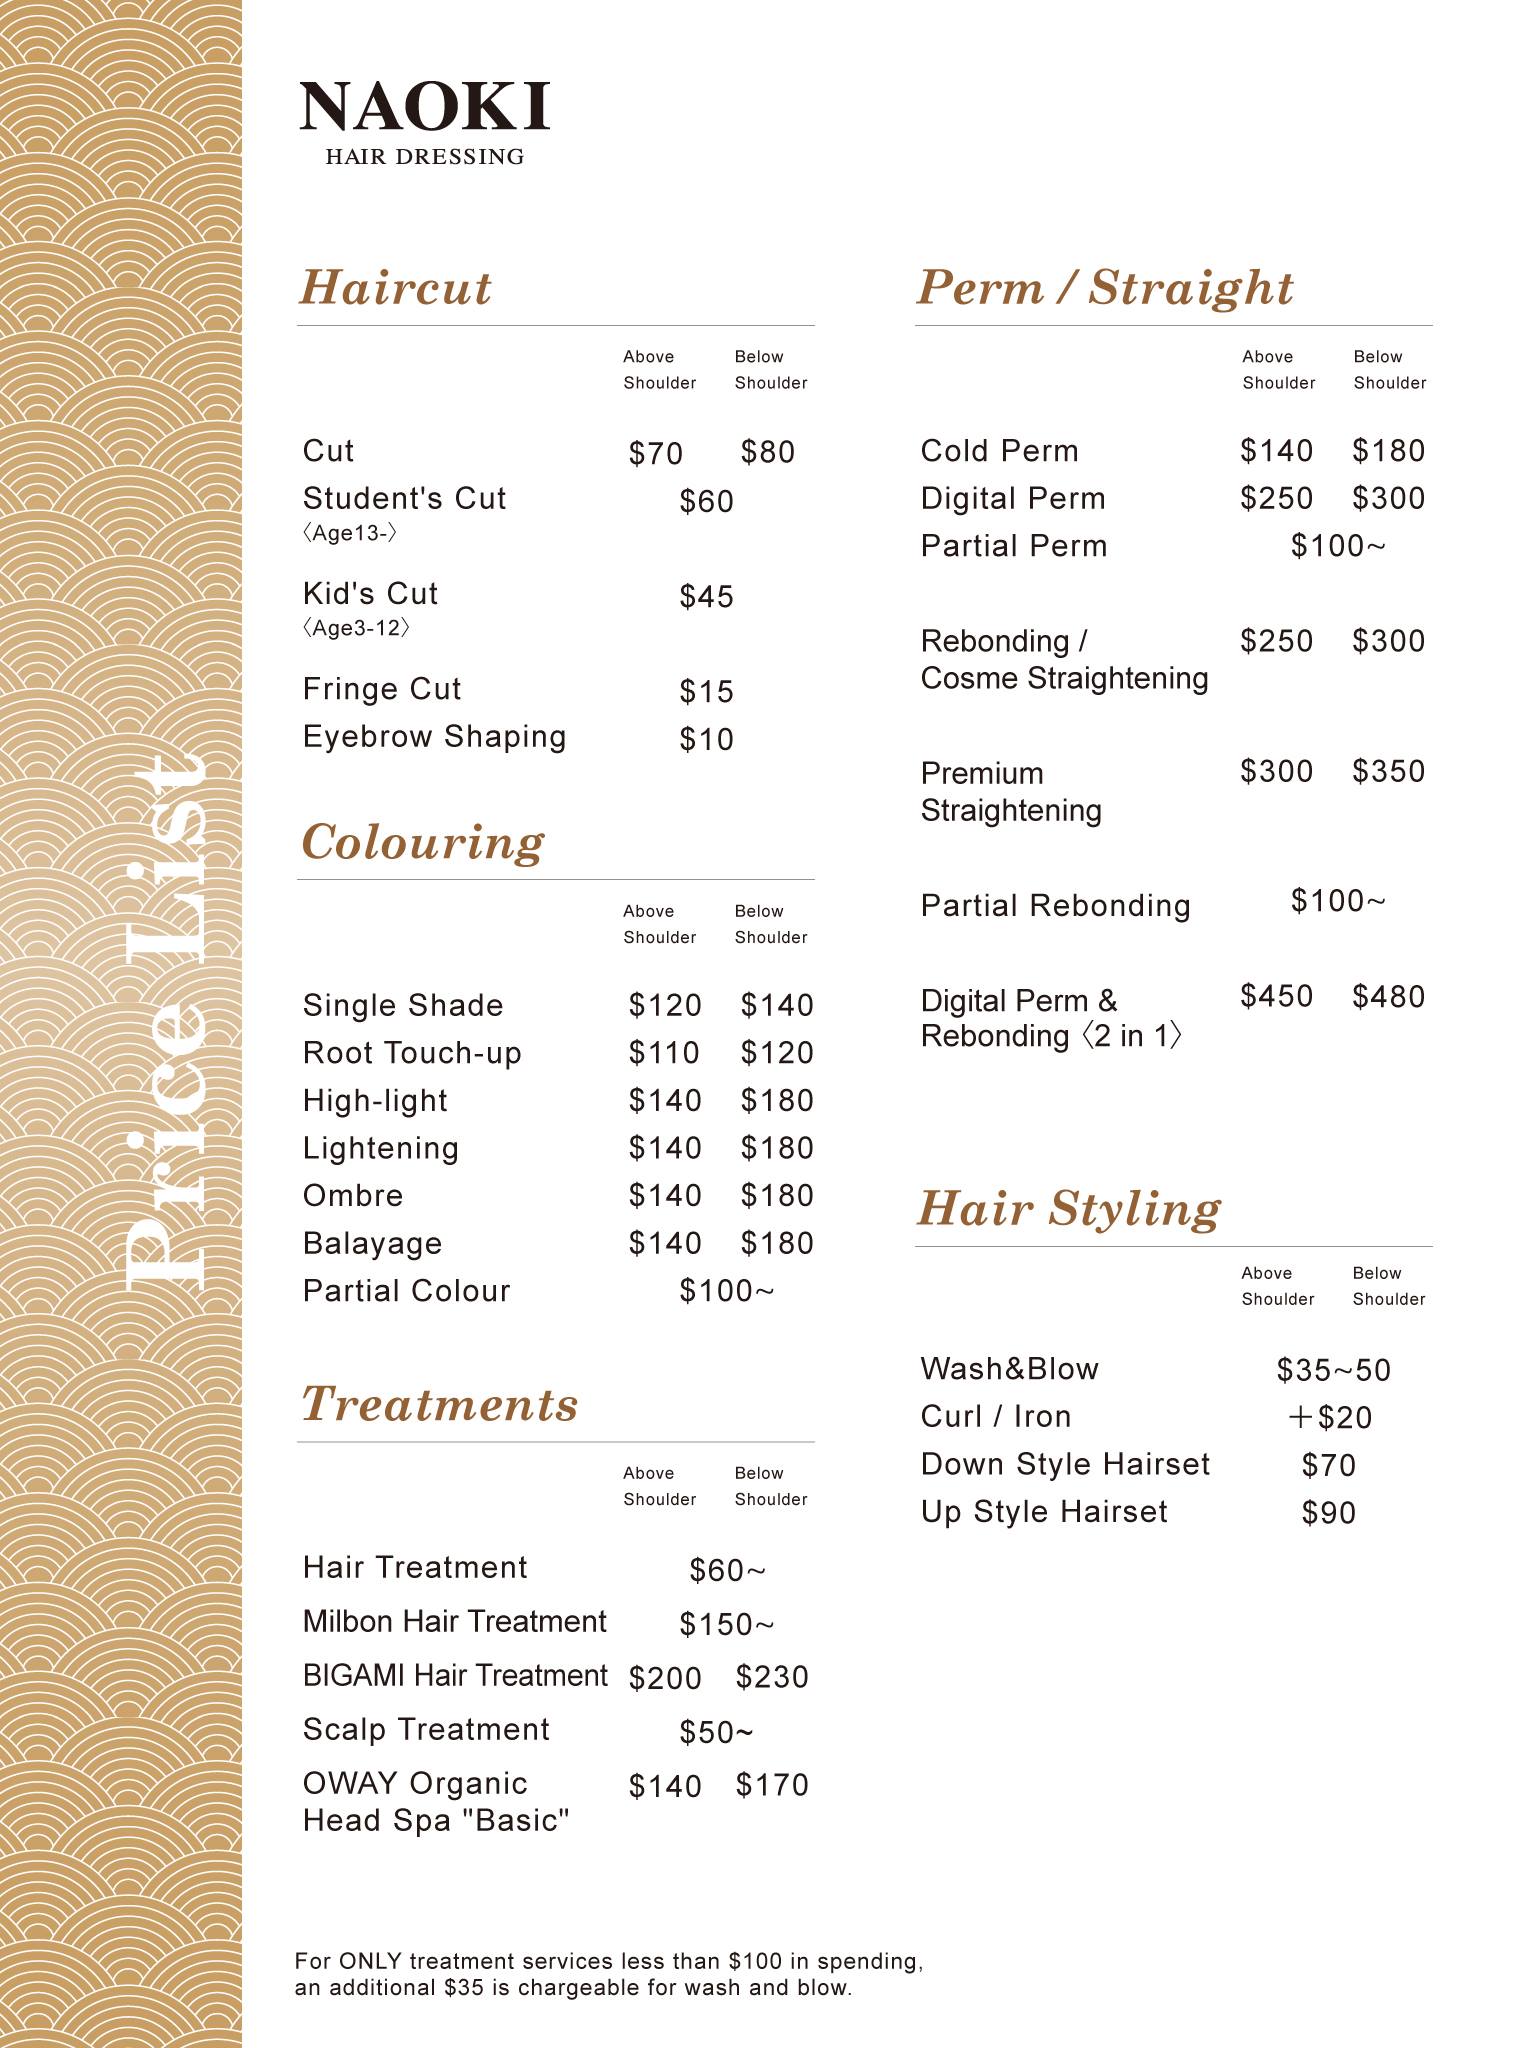 NAOKI
HAIR DRESSING
Price List
Haircut
Above Shoulder
Below Shoulder
Cut $70 $80
Student's Cut $60
〈Age13-〉
Kid's Cut $45
〈Age3-12〉
Fringe Cut $15
Eyebrow Shaping $10
Colouring
Above Shoulder
Below Shoulder
Single Shade $120 $140
Root Touch-up $110 $120
High-light $140 $180
Lightening $140 $180
Ombre $140 $180
Balayage $140 $180
Partial Colour $100~
Treatments
Above Shoulder
Below Shoulder
Hair Treatment $60~
Milbon Hair Treatment $150~
BIGAMI Hair Treatment $200 $230
Scalp Treatment $50~
OWAY Organic $140 $170
Head Spa "Basic"
Perm / Straight
Above Shoulder
Below Shoulder
Cold Perm $140 $180
Digital Perm $250 $300
Partial Perm $100~
Rebonding / $250 $300
Cosme Straightening
Premium $300 $350
Straightening
Partial Rebonding $100~
Digital Perm & $450 $480
Rebonding〈2 in 1〉
Hair Styling
Above Shoulder
Below Shoulder
Wash&Blow $35~50
Curl / Iron +$20
Down Style Hairset $70
Up Style Hairset $90
For ONLY treatment services less than $100 in spending,
an additional $35 is chargeable for wash and blow.